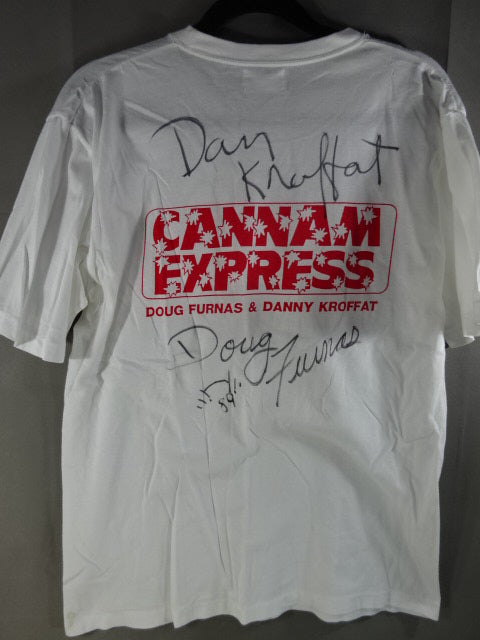 Dan
Kroffat
CANNAM
EXPRESS
DOUG FURNAS & DANNY KROFFAT
Doug
Furnas